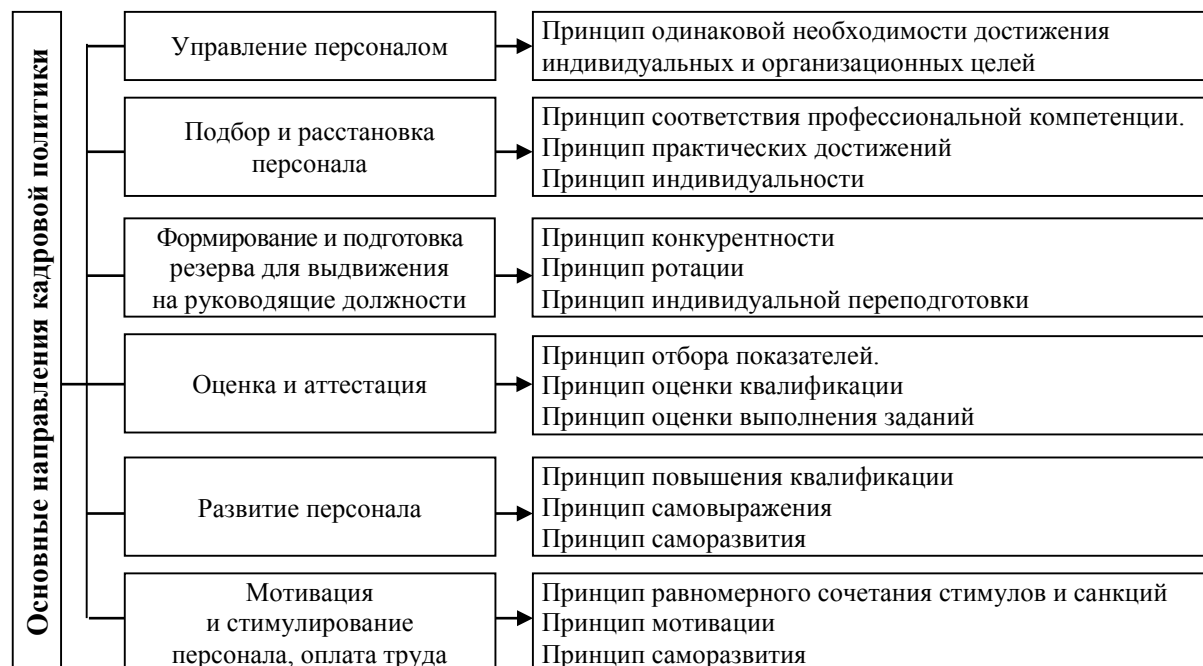 Основные направления кадровой политики
Управление персоналом
Принцип одинаковой необходимости достижения
индивидуальных и организационных целей
Подбор и расстановка
персонала
Принцип соответствия профессиональной компетенции.
Принцип практических достижений
Принцип индивидуальности
Формирование и подготовка
резерва для выдвижения
на руководящие должности
Принцип конкурентности
Принцип ротации
Принцип индивидуальной переподготовки
Оценка и аттестация
Принцип отбора показателей.
Принцип оценки квалификации
Принцип оценки выполнения заданий
Развитие персонала
Принцип повышения квалификации
Принцип самовыражения
Принцип саморазвития
Мотивация
и стимулирование
персонала, оплата труда
Принцип равномерного сочетания стимулов и санкций
Принцип мотивации
Принцип саморазвития